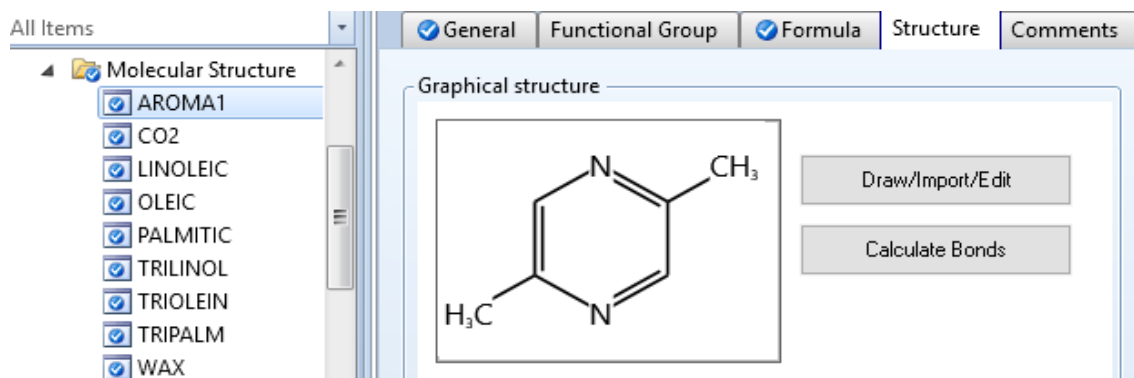 All Items
Molecular Structure
AROMA1
CO2
LINOLEIC
OLEIC
PALMITIC
TRILINOL
TRIOLEIN
TRIPALM
WAX
General
Functional Group
Formula
Structure
Comments
Graphical structure
N
CH₃
H₃C
N
Draw/Import/Edit
Calculate Bonds